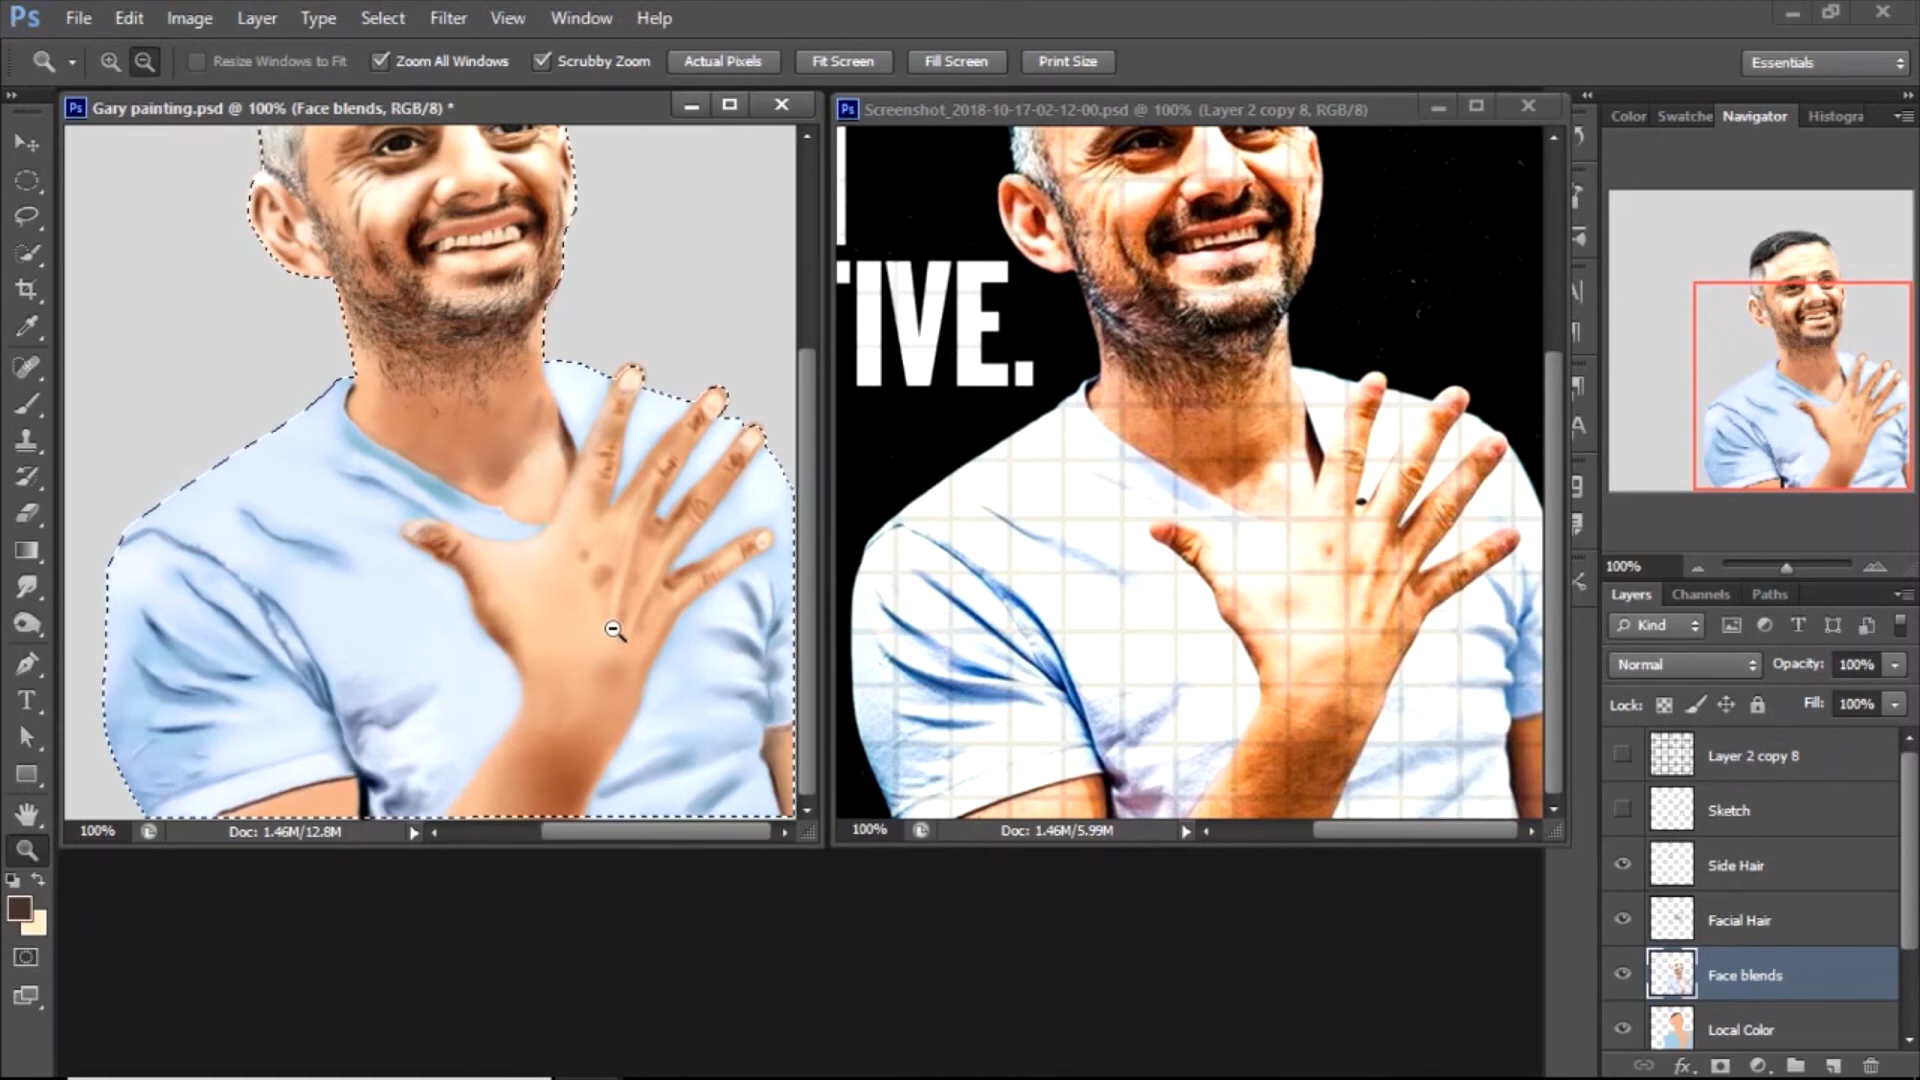 Ps File Edit Image Layer Type Select Filter View Window Help
Resize Windows to Fit Zoom All Windows Scrubby Zoom Actual Pixels Fit Screen Fill Screen Print Size Essentials
Ps Gary painting.psd @ 100% (Face blends, RGB/8) *
Ps Screenshot_2018-10-17-02-12-00.psd @ 100% (Layer 2 copy 8, RGB/8)
TIVE.
100% Doc: 1.46M/12.8M
100% Doc: 1.46M/5.99M
Color Swatche Navigator Histogra
100%
Layers Channels Paths
Kind
Normal Opacity: 100%
Lock: Fill: 100%
Layer 2 copy 8
Sketch
Side Hair
Facial Hair
Face blends
Local Color
fx